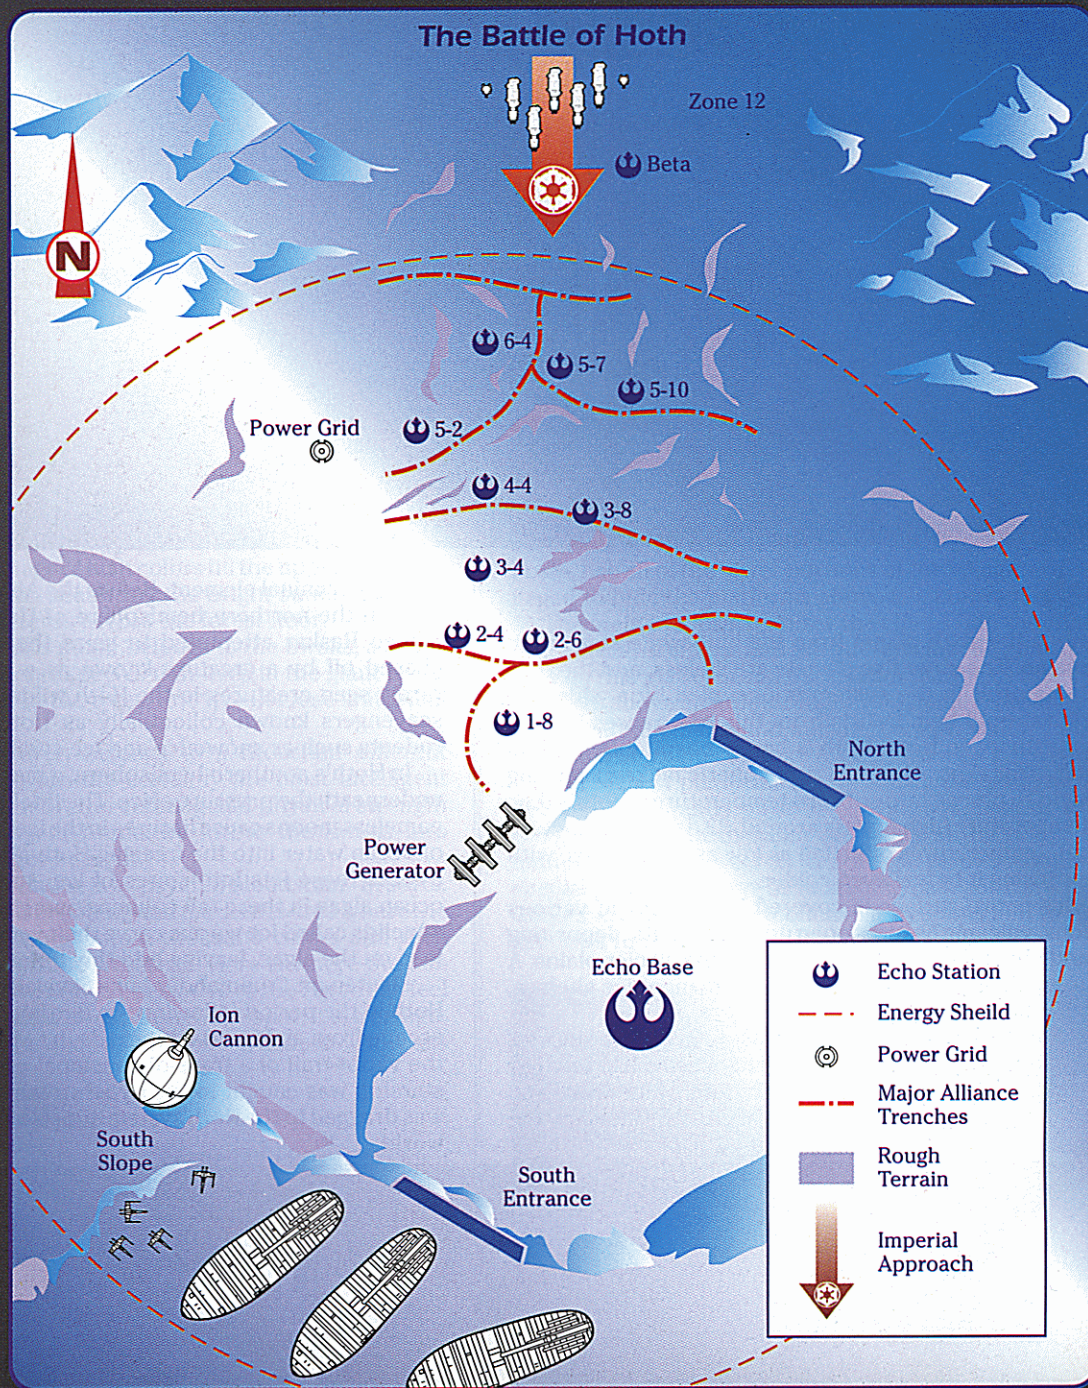 The Battle of Hoth
Zone 12
Beta
N
6-4
5-7
5-10
5-2
Power Grid
4-4
3-8
3-4
2-4
2-6
1-8
North
Entrance
Power
Generator
Echo Base
Ion
Cannon
South
Slope
South
Entrance
Echo Station
Energy Sheild
Power Grid
Major Alliance
Trenches
Rough
Terrain
Imperial
Approach